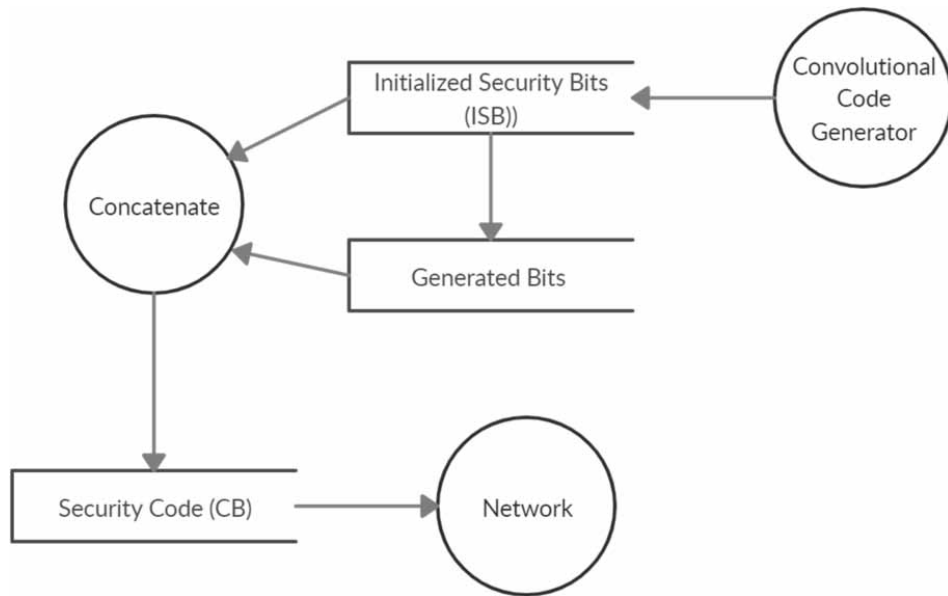 Initialized Security Bits
(ISB))
Convolutional
Code
Generator
Concatenate
Generated Bits
Security Code (CB)
Network